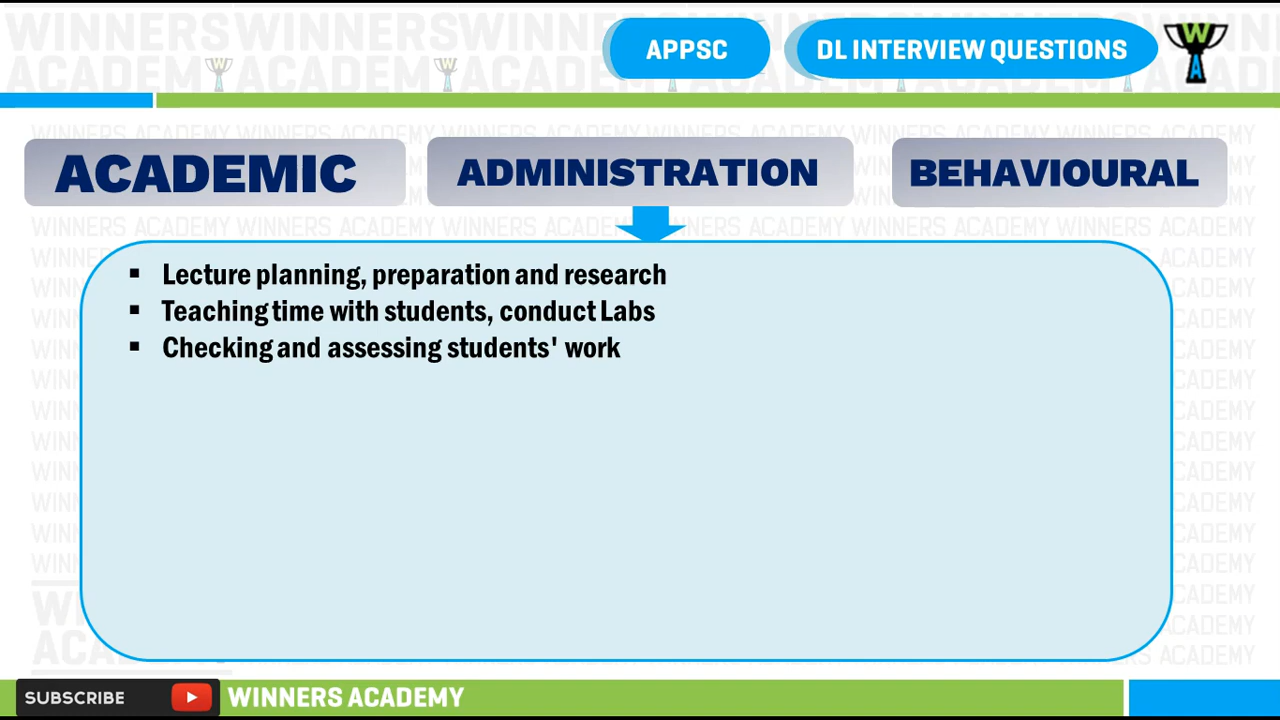 APPSC
DL INTERVIEW QUESTIONS
ACADEMIC
ADMINISTRATION
BEHAVIOURAL
▪ Lecture planning, preparation and research
▪ Teaching time with students, conduct Labs
▪ Checking and assessing students' work
SUBSCRIBE
WINNERS ACADEMY